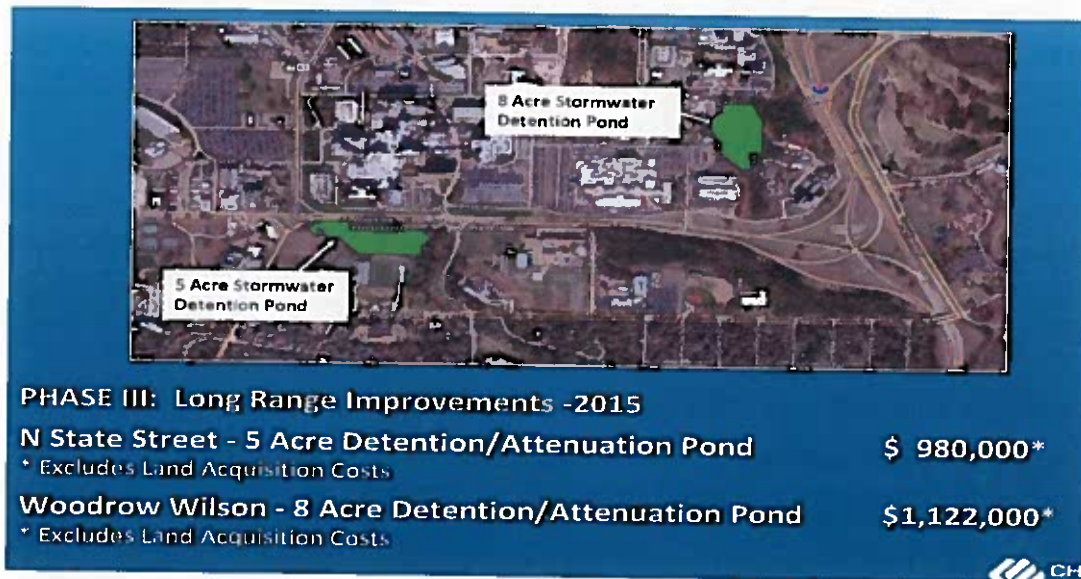 8 Acre Stormwater
Detention Pond
5 Acre Stormwater
Detention Pond
PHASE III: Long Range Improvements -2015
N State Street - 5 Acre Detention/Attenuation Pond $ 980,000*
* Excludes Land Acquisition Costs
Woodrow Wilson - 8 Acre Detention/Attenuation Pond $1,122,000*
* Excludes Land Acquisition Costs
CH